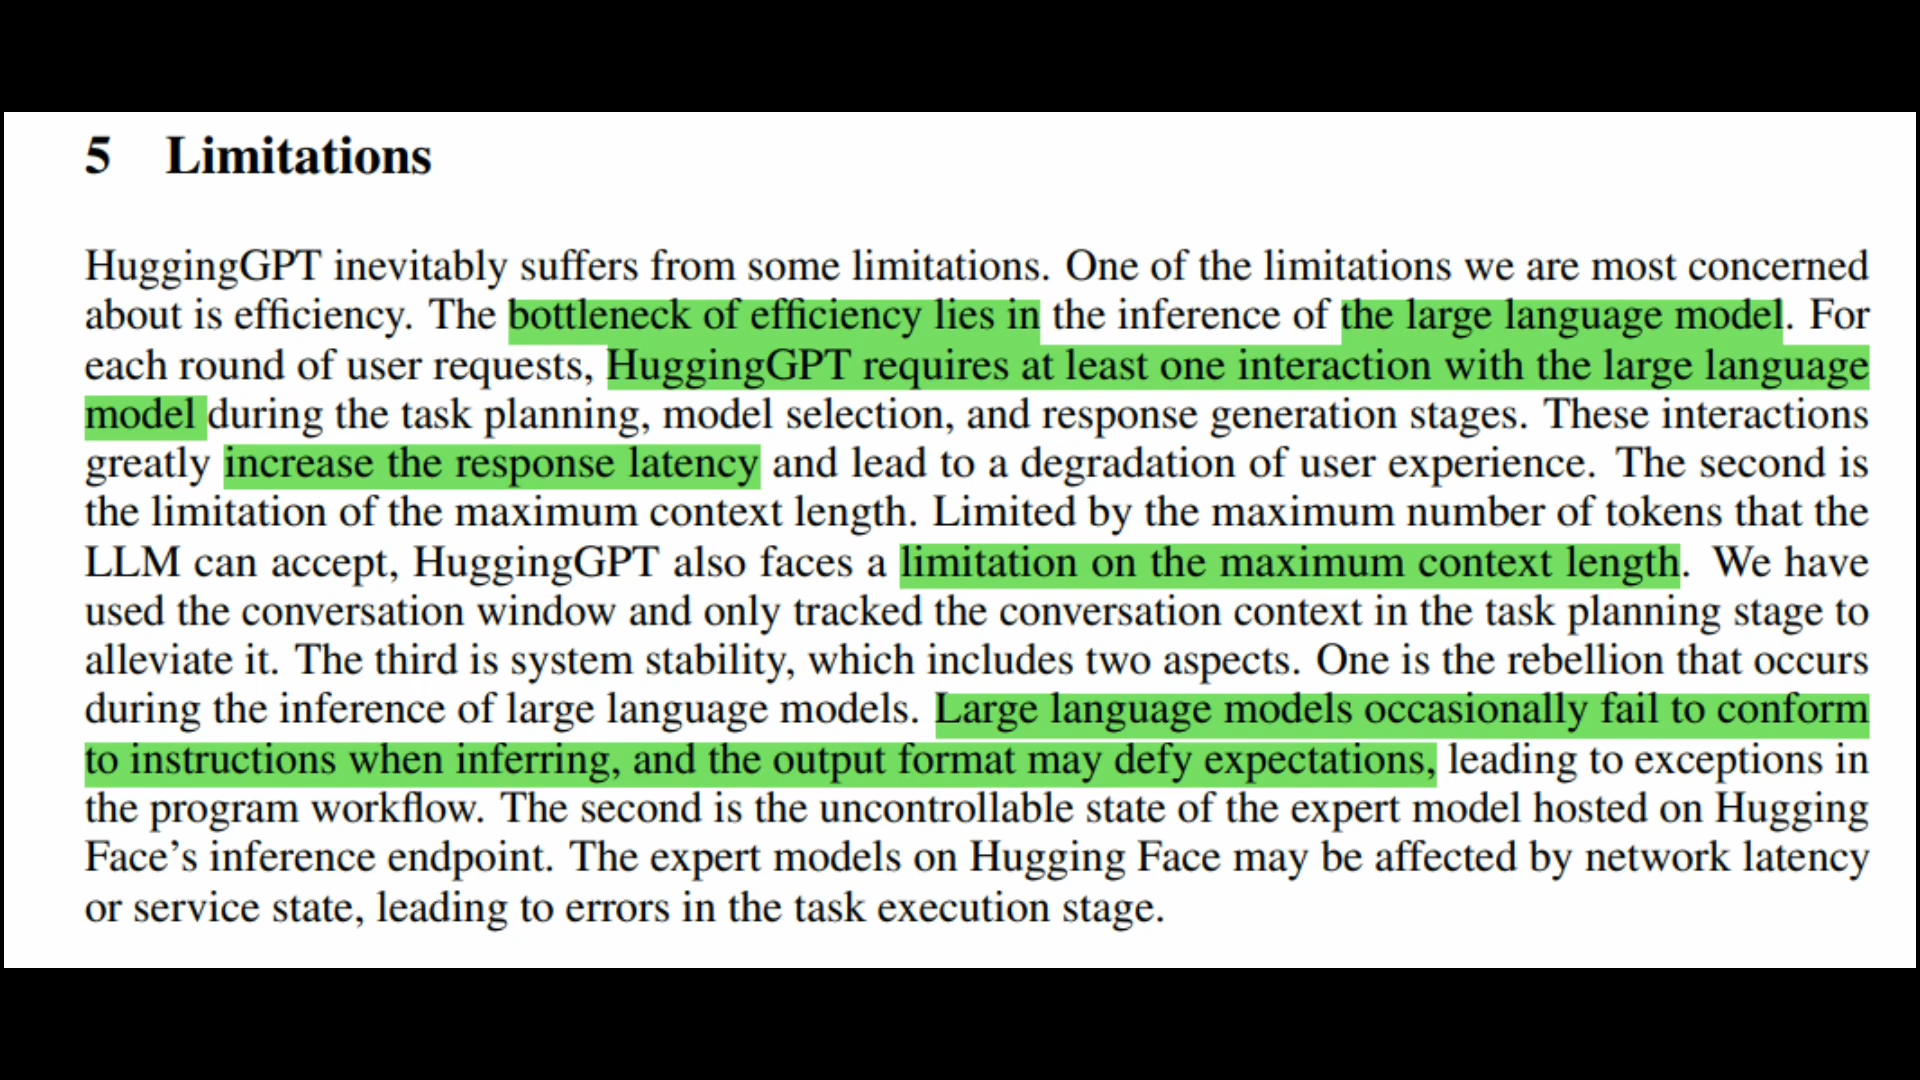 5 Limitations
HuggingGPT inevitably suffers from some limitations. One of the limitations we are most concerned
about is efficiency. The bottleneck of efficiency lies in the inference of the large language model. For
each round of user requests, HuggingGPT requires at least one interaction with the large language
model during the task planning, model selection, and response generation stages. These interactions
greatly increase the response latency and lead to a degradation of user experience. The second is
the limitation of the maximum context length. Limited by the maximum number of tokens that the
LLM can accept, HuggingGPT also faces a limitation on the maximum context length. We have
used the conversation window and only tracked the conversation context in the task planning stage to
alleviate it. The third is system stability, which includes two aspects. One is the rebellion that occurs
during the inference of large language models. Large language models occasionally fail to conform
to instructions when inferring, and the output format may defy expectations, leading to exceptions in
the program workflow. The second is the uncontrollable state of the expert model hosted on Hugging
Face’s inference endpoint. The expert models on Hugging Face may be affected by network latency
or service state, leading to errors in the task execution stage.